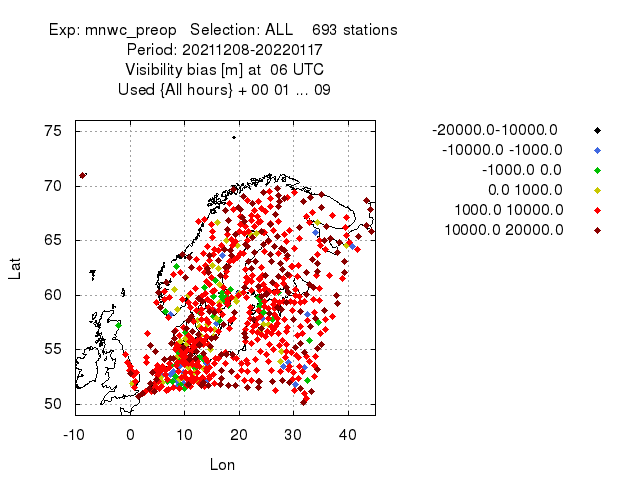 Exp: mnwc_preop   Selection: ALL    693 stations
Period: 20211208-20220117
Visibility bias [m] at  06 UTC
Used {All hours} + 00 01 ... 09
-20000.0-10000.0
-10000.0 -1000.0
-1000.0 0.0
0.0 1000.0
1000.0 10000.0
10000.0 20000.0
Lat
75
70
65
60
55
50
-10 0 10 20 30 40
Lon